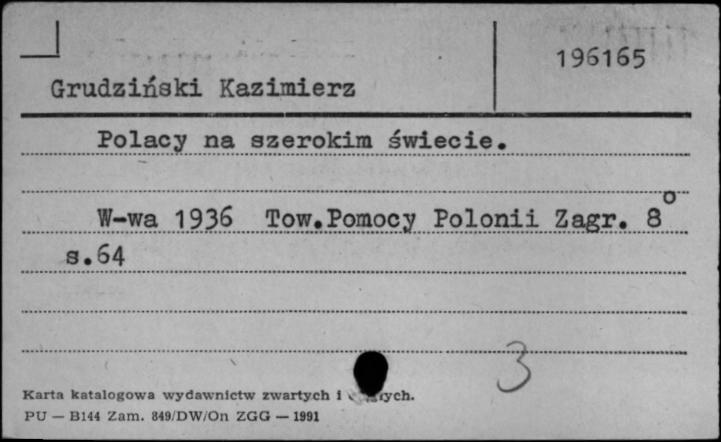 196165
Grudziński Kazimierz
Polacy na szerokim świecie.
W-wa 1936 Tow.Pomocy Polonii Zagr. 8°
s.64
3
Karta katalogowa wydawnictw zwartych i
PU — B144 Zam. 849/DW/On ZGG — 1991